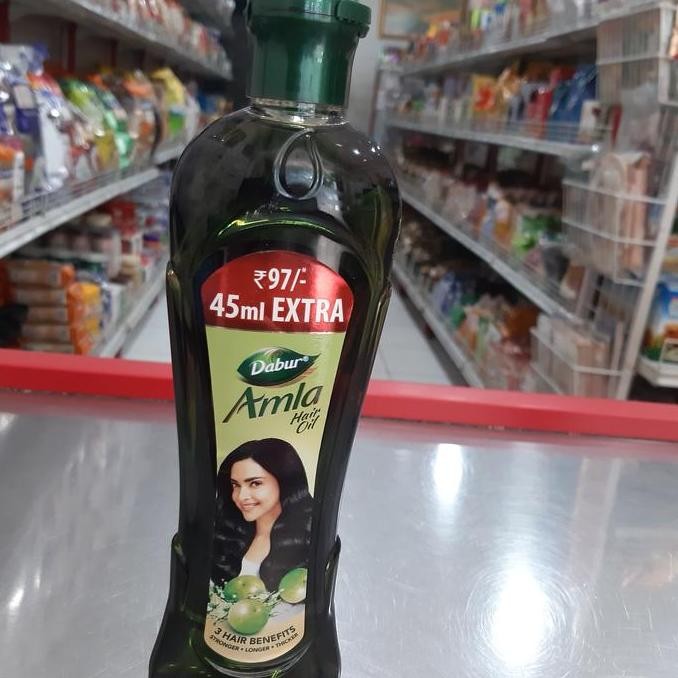 ₹97/-*
45ml EXTRA
Dabur®
Amla
Hair
Oil
3 HAIR BENEFITS
STRONGER • LONGER • THICKER